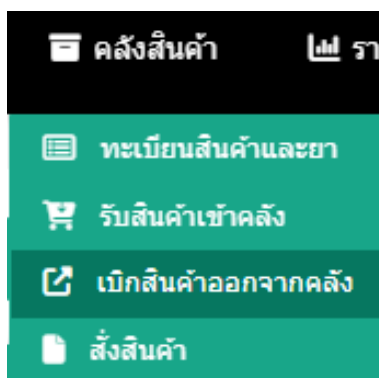 คลังสินค้า รา
ทะเบียนสินค้าและยา
รับสินค้าเข้าคลัง
เบิกสินค้าออกจากคลัง
สั่งสินค้า